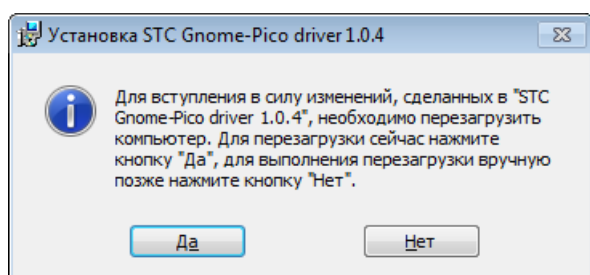 Установка STC Gnome-Pico driver 1.0.4
Для вступления в силу изменений, сделанных в "STC
Gnome-Pico driver 1.0.4", необходимо перезагрузить
компьютер. Для перезагрузки сейчас нажмите
кнопку "Да", для выполнения перезагрузки вручную
позже нажмите кнопку "Нет".
Да
Нет